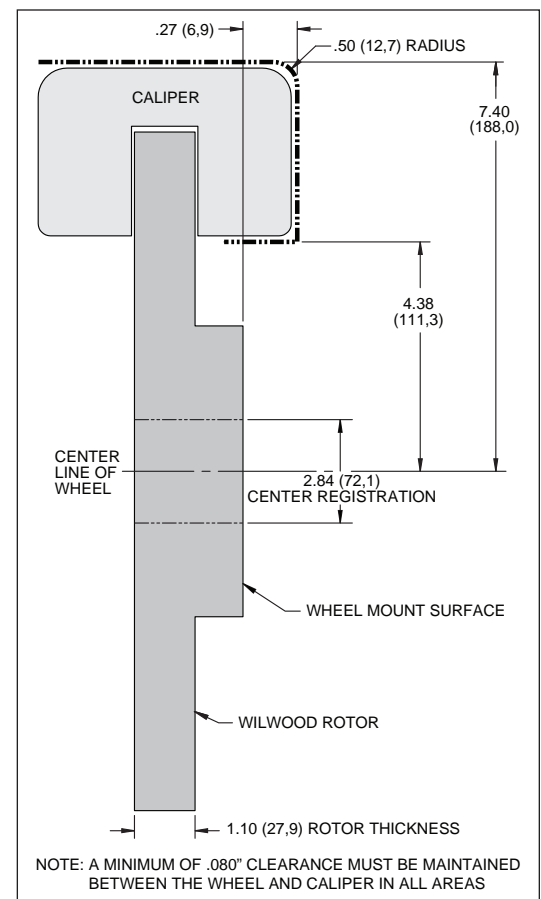 .27 (6,9)
.50 (12,7) RADIUS
CALIPER
7.40
(188,0)
4.38
(111,3)
CENTER
LINE OF
WHEEL
2.84 (72,1)
CENTER REGISTRATION
WHEEL MOUNT SURFACE
WILWOOD ROTOR
1.10 (27,9) ROTOR THICKNESS
NOTE: A MINIMUM OF .080" CLEARANCE MUST BE MAINTAINED
BETWEEN THE WHEEL AND CALIPER IN ALL AREAS